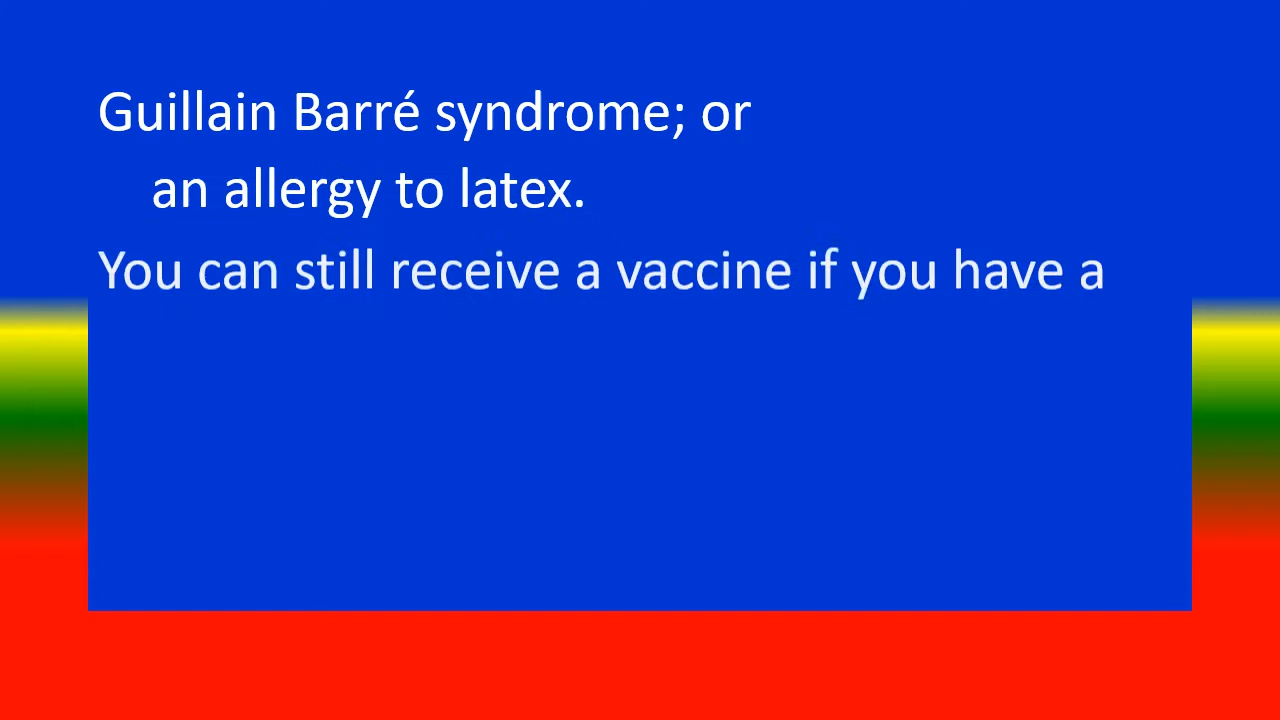 Guillain Barré syndrome; or
an allergy to latex.
You can still receive a vaccine if you have a